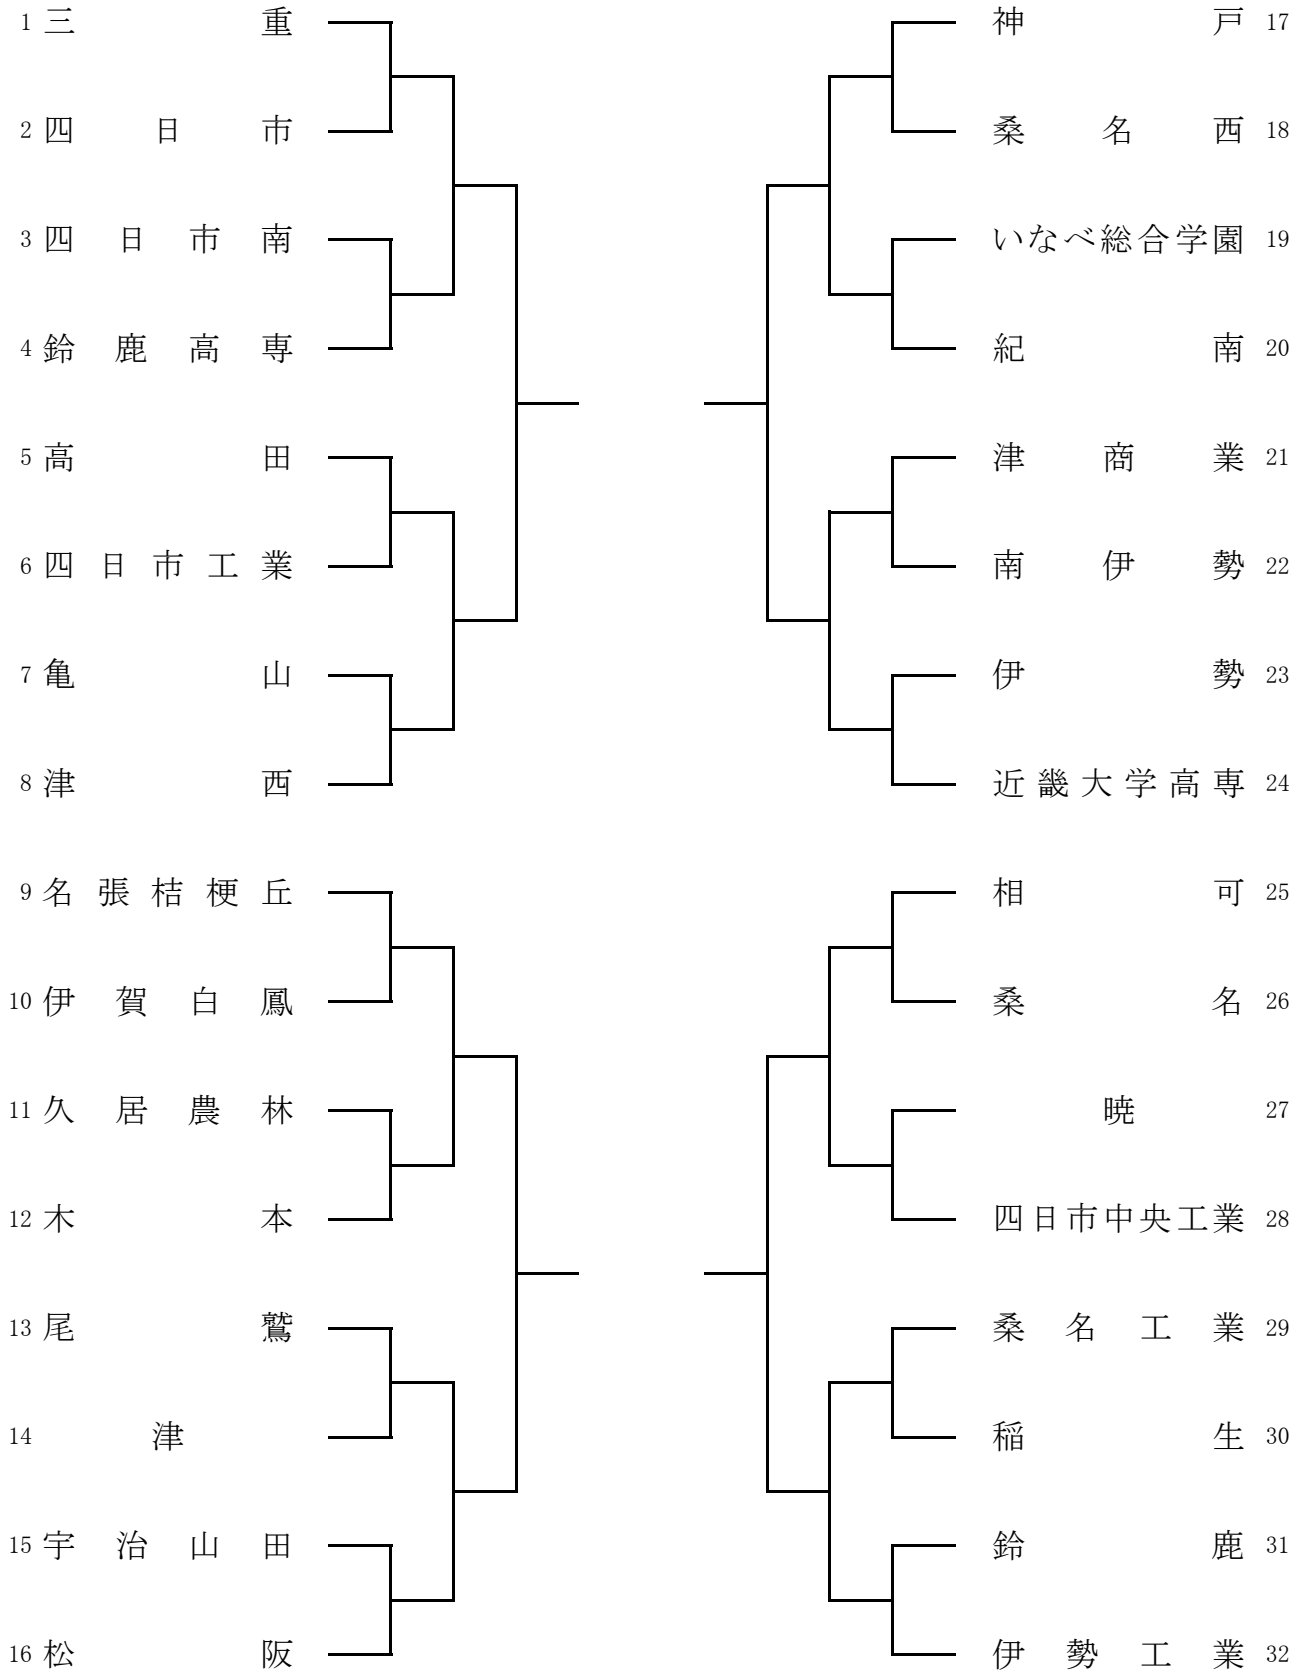 1 三重
2 四日市
3 四日市南
4 鈴鹿高専
5 高田
6 四日市工業
7 亀山
8 津西
9 名張桔梗丘
10 伊賀白鳳
11 久居農林
12 木本
13 尾鷲
14 津
15 宇治山田
16 松阪
神戸 17
桑名西 18
いなべ総合学園 19
紀南 20
津商業 21
南伊勢 22
伊勢 23
近畿大学高専 24
相可 25
桑名 26
暁 27
四日市中央工業 28
桑名工業 29
稲生 30
鈴鹿 31
伊勢工業 32